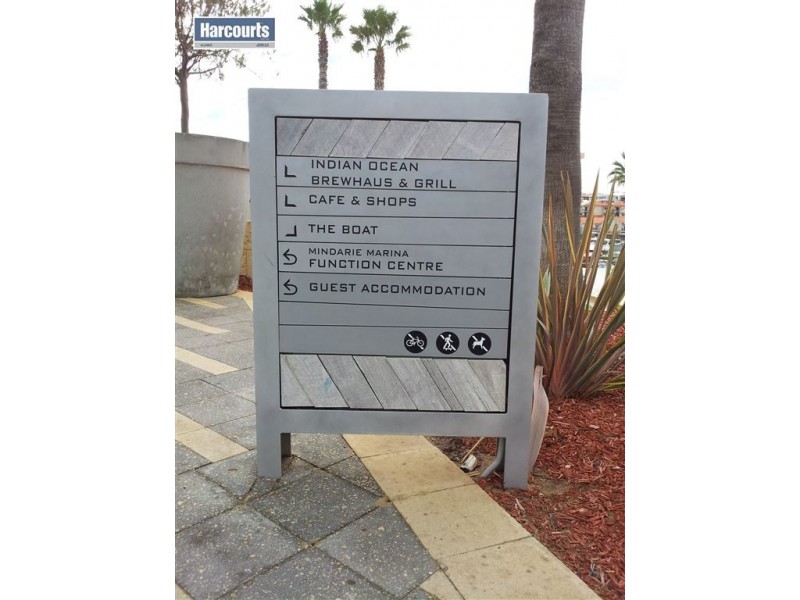 Harcourts
INDIAN OCEAN
BREWHAUS & GRILL
CAFE & SHOPS
THE BOAT
MINDARIE MARINA
FUNCTION CENTRE
GUEST ACCOMMODATION